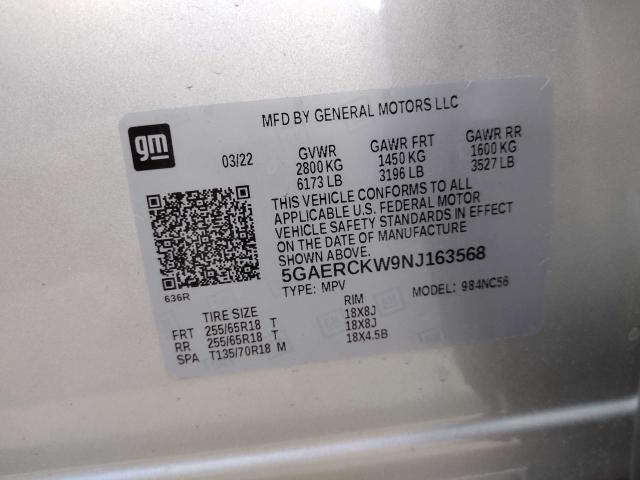 MFD BY GENERAL MOTORS LLC
gm
03/22
GVWR GAWR FRT GAWR RR
2800 KG 1450 KG 1600 KG
6173 LB 3196 LB 3527 LB
THIS VEHICLE CONFORMS TO ALL
APPLICABLE U.S. FEDERAL MOTOR
VEHICLE SAFETY STANDARDS IN EFFECT
ON THE DATE OF MANUFACTURE
SHOWN ABOVE.
5GAERCKW9NJ163568
636R
TYPE: MPV MODEL: 984NC56
TIRE SIZE RIM
FRT 255/65R18 T 18X8J
RR 255/65R18 T 18X8J
SPA T135/70R18 M 18X4.5B